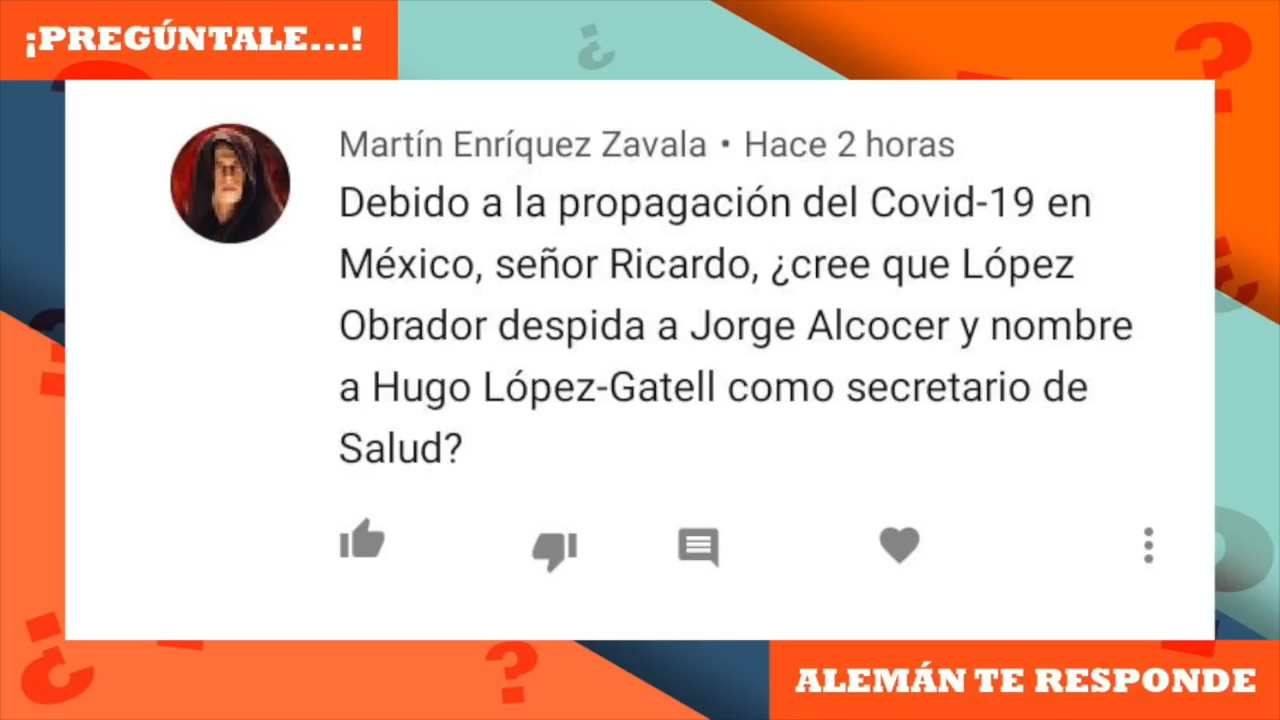 ¡PREGÚNTALE...!
Martín Enríquez Zavala • Hace 2 horas
Debido a la propagación del Covid-19 en
México, señor Ricardo, ¿cree que López
Obrador despida a Jorge Alcocer y nombre
a Hugo López-Gatell como secretario de
Salud?
ALEMÁN TE RESPONDE